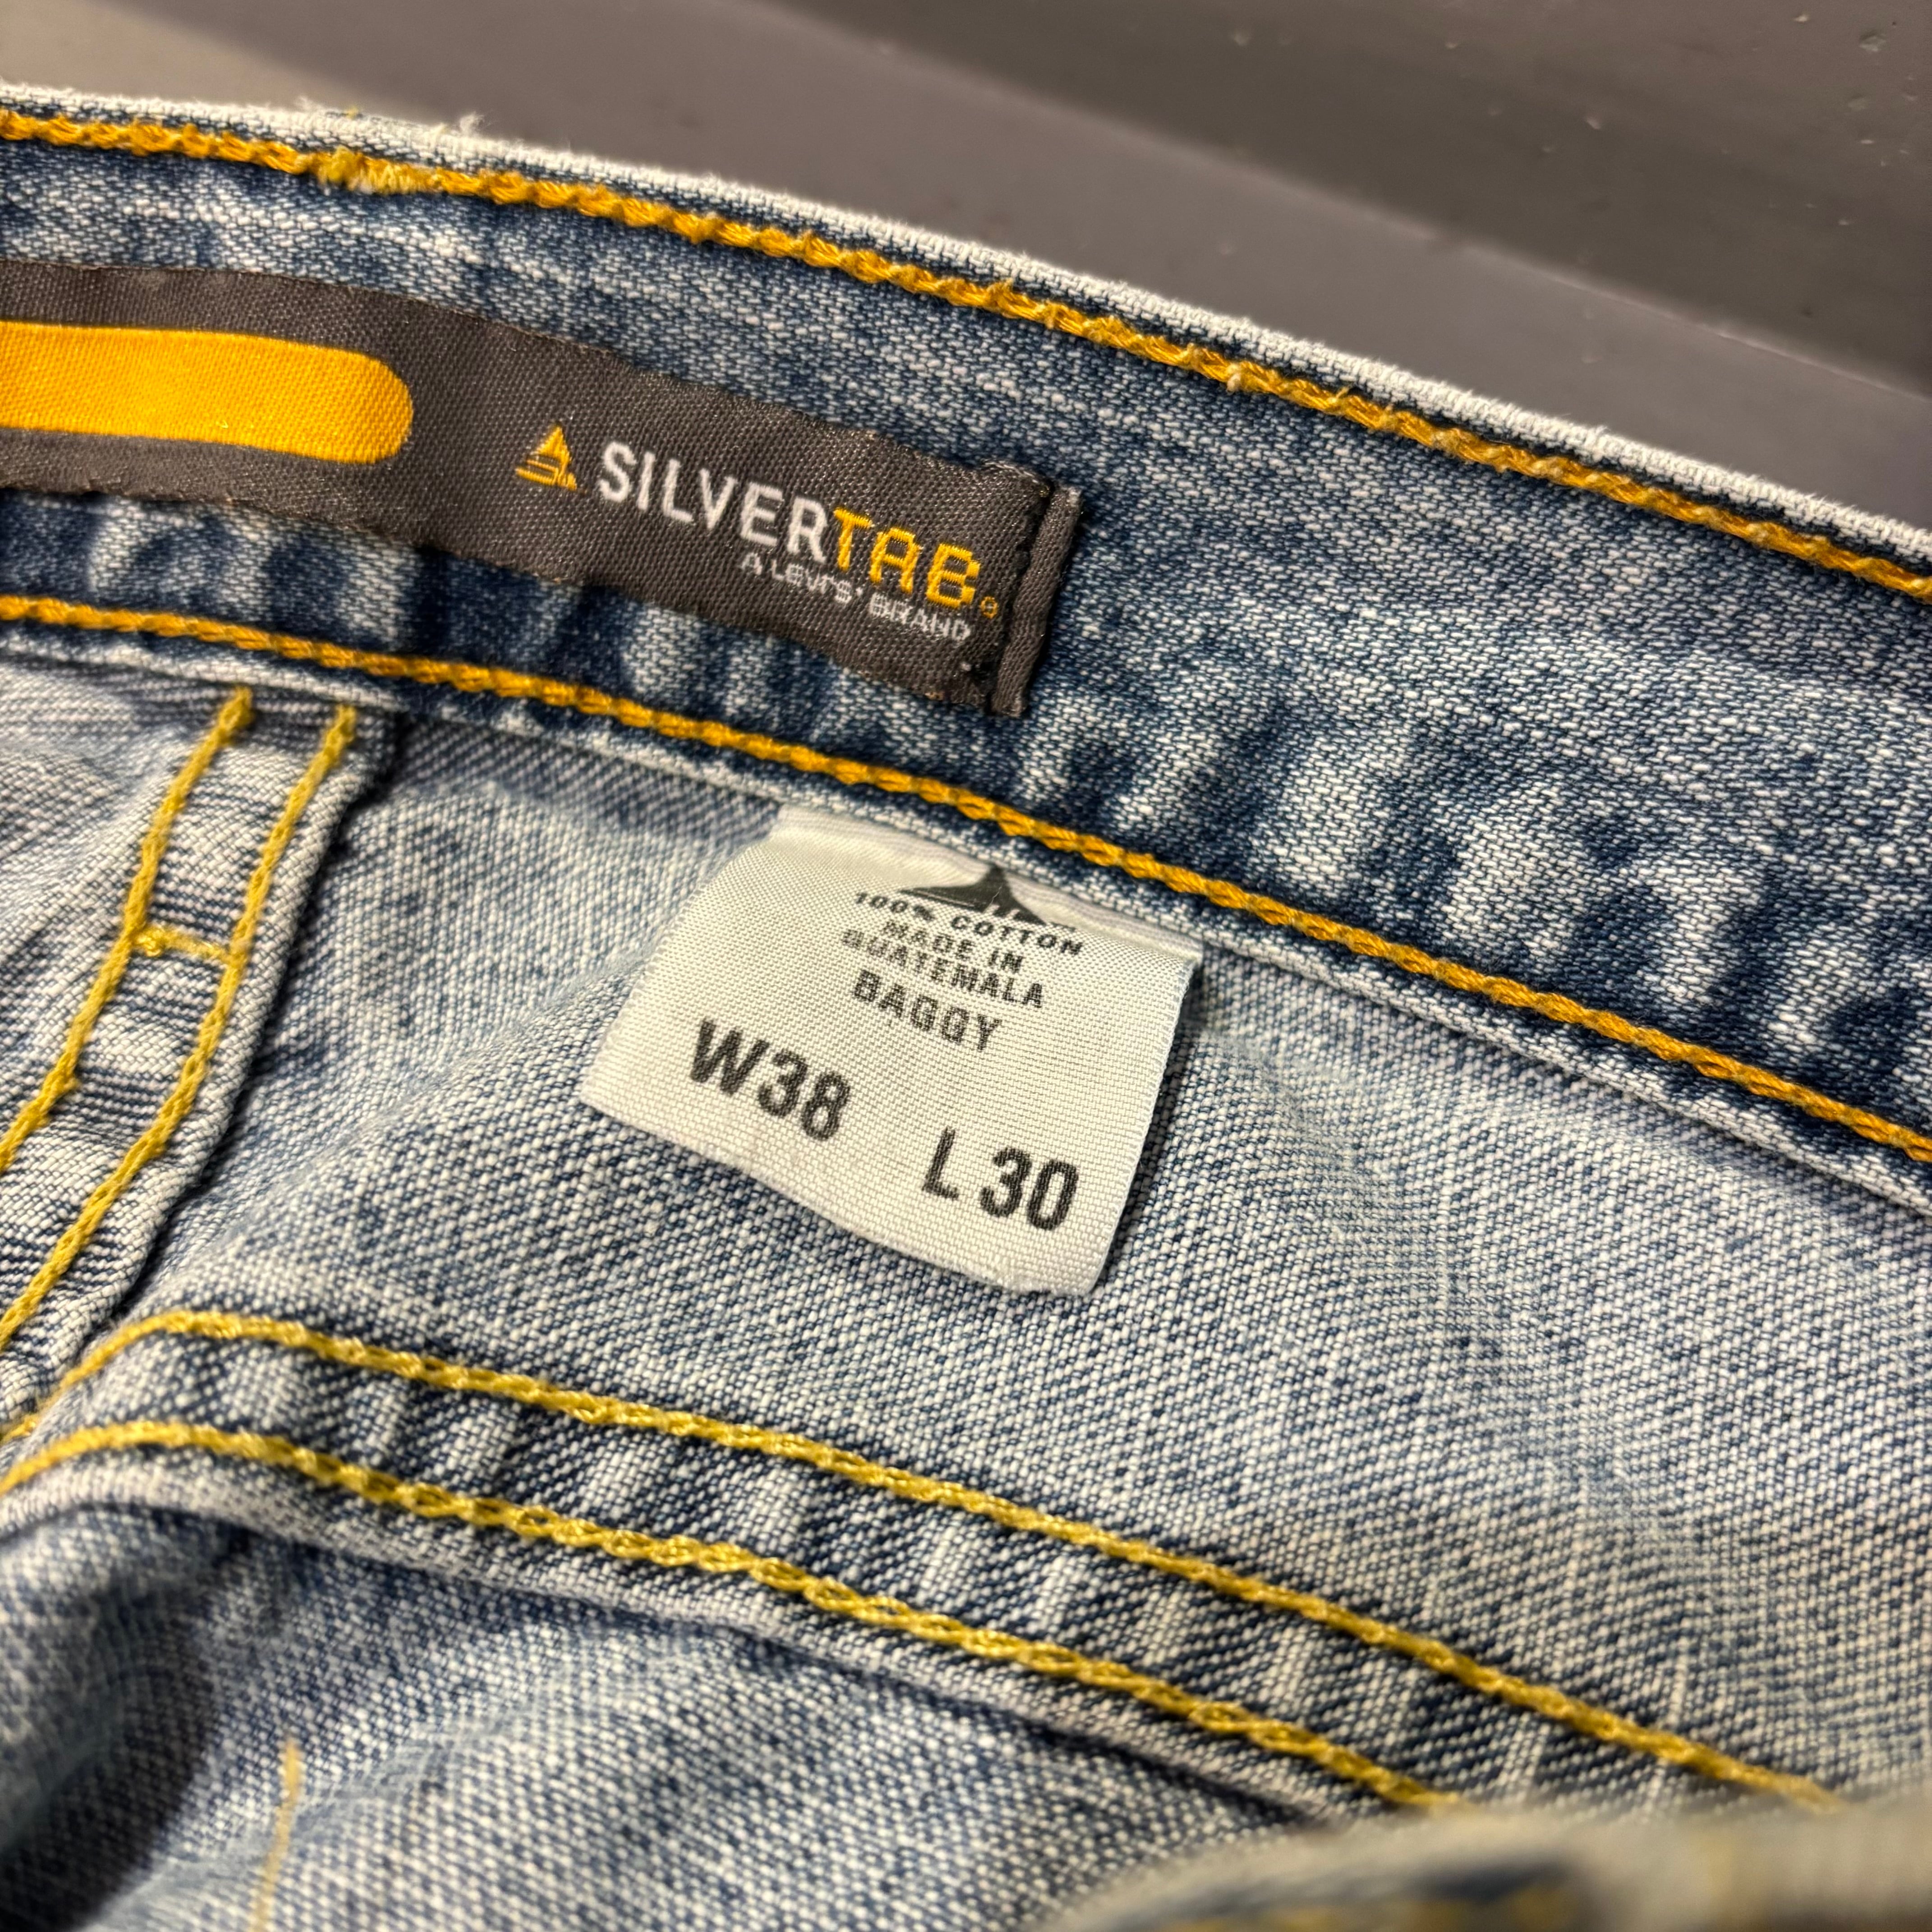 SILVERTAB®
A LEVI'S® BRAND
100% COTTON
MADE IN
GUATEMALA
BAGGY
W38 L30